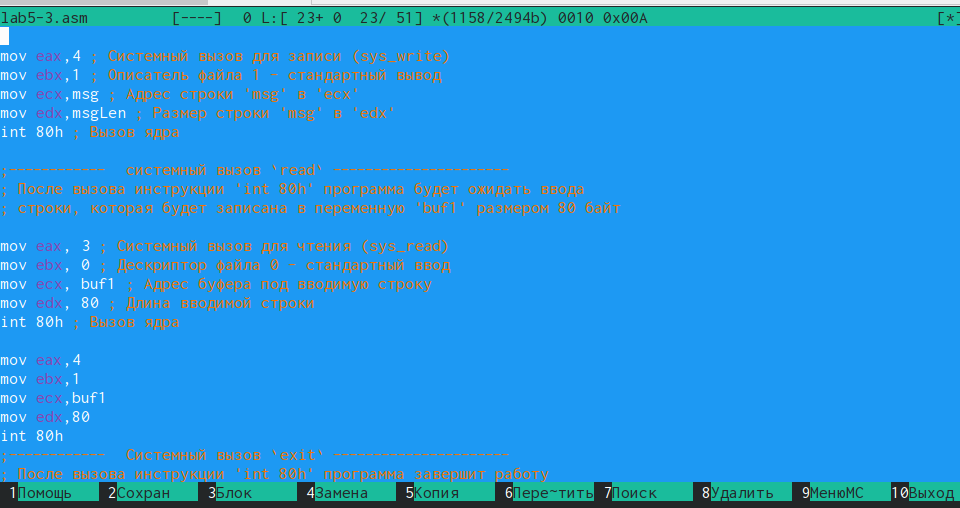 lab5-3.asm [----] 0 L:[ 23+ 0 23/ 51] *(1158/2494b) 0010 0x00A [*]
mov eax,4 ; Системный вызов для записи (sys_write)
mov ebx,1 ; Описатель файла 1 - стандартный вывод
mov ecx,msg ; Адрес строки 'msg' в 'ecx'
mov edx,msgLen ; Размер строки 'msg' в 'edx'
int 80h ; Вызов ядра
;------------ системный вызов `read` ----------------------
; После вызова инструкции 'int 80h' программа будет ожидать ввода
; строки, которая будет записана в переменную 'buf1' размером 80 байт
mov eax, 3 ; Системный вызов для чтения (sys_read)
mov ebx, 0 ; Дескриптор файла 0 - стандартный ввод
mov ecx, buf1 ; Адрес буфера под вводимую строку
mov edx, 80 ; Длина вводимой строки
int 80h ; Вызов ядра
mov eax,4
mov ebx,1
mov ecx,buf1
mov edx,80
int 80h
;------------ Системный вызов `exit` ----------------------
; После вызова инструкции 'int 80h' программа завершит работу
1Помощь 2Сохран 3Блок 4Замена 5Копия 6Пере~тить 7Поиск 8Удалить 9МенюМС 10Выход